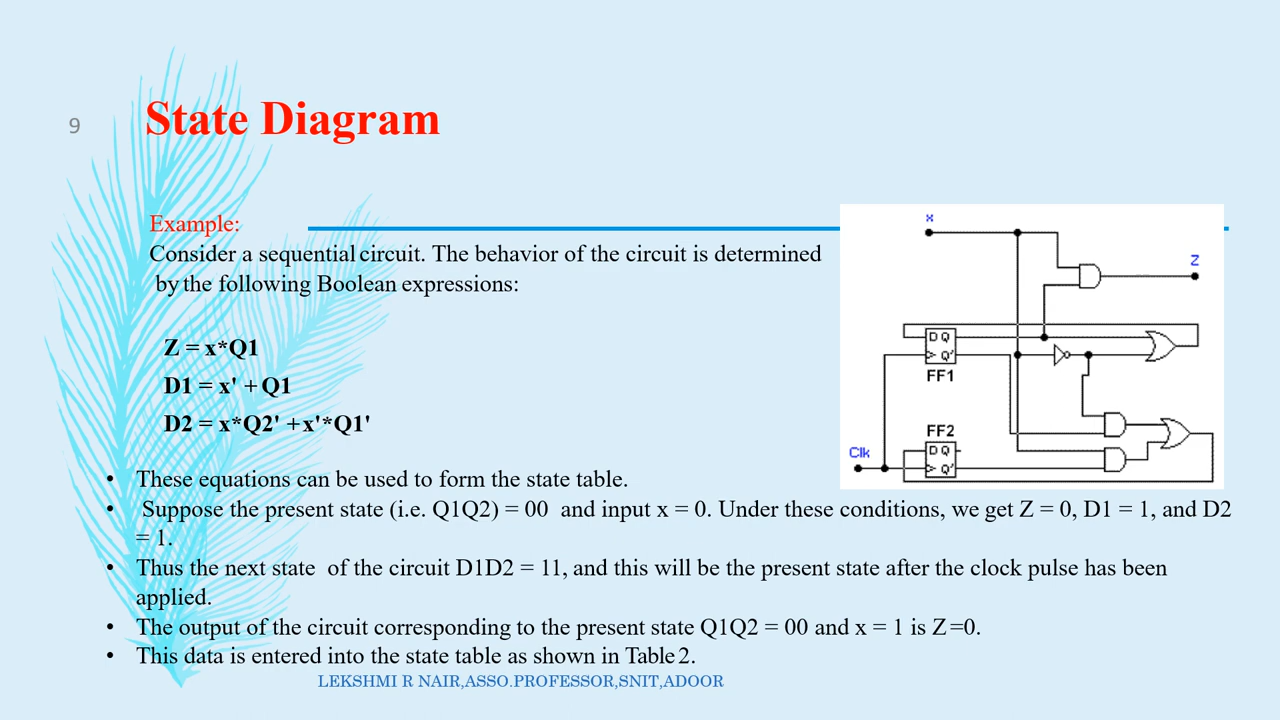 9
State Diagram
Example:
Consider a sequential circuit. The behavior of the circuit is determined
by the following Boolean expressions:
Z = x*Q1
D1 = x' + Q1
D2 = x*Q2' + x'*Q1'
x
Z
D Q
> Q'
FF1
FF2
D Q
> Q'
Clk
• These equations can be used to form the state table.
• Suppose the present state (i.e. Q1Q2) = 00 and input x = 0. Under these conditions, we get Z = 0, D1 = 1, and D2
= 1.
• Thus the next state of the circuit D1D2 = 11, and this will be the present state after the clock pulse has been
applied.
• The output of the circuit corresponding to the present state Q1Q2 = 00 and x = 1 is Z =0.
• This data is entered into the state table as shown in Table 2.
LEKSHMI R NAIR,ASSO.PROFESSOR,SNIT,ADOOR